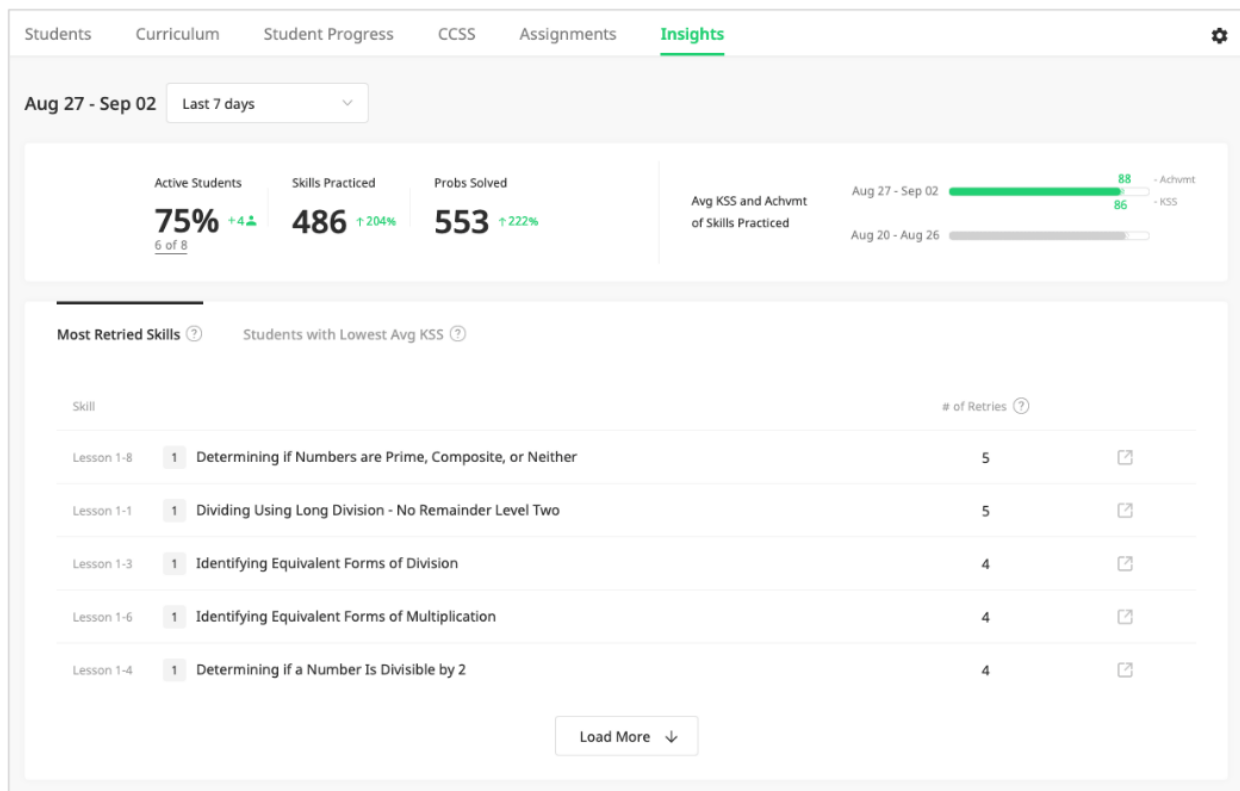 Students Curriculum Student Progress CCSS Assignments Insights
Aug 27 - Sep 02 Last 7 days
Active Students Skills Practiced Probs Solved
75% +4 486 ↑ 204% 553 ↑ 222%
6 of 8
Avg KSS and Achvmt
of Skills Practiced
88 - Achvmt
Aug 27 - Sep 02
86 - KSS
Aug 20 - Aug 26
Most Retried Skills ? Students with Lowest Avg KSS ?
Skill # of Retries ?
Lesson 1-8 1 Determining if Numbers are Prime, Composite, or Neither 5
Lesson 1-1 1 Dividing Using Long Division - No Remainder Level Two 5
Lesson 1-3 1 Identifying Equivalent Forms of Division 4
Lesson 1-6 1 Identifying Equivalent Forms of Multiplication 4
Lesson 1-4 1 Determining if a Number Is Divisible by 2 4
Load More ↓